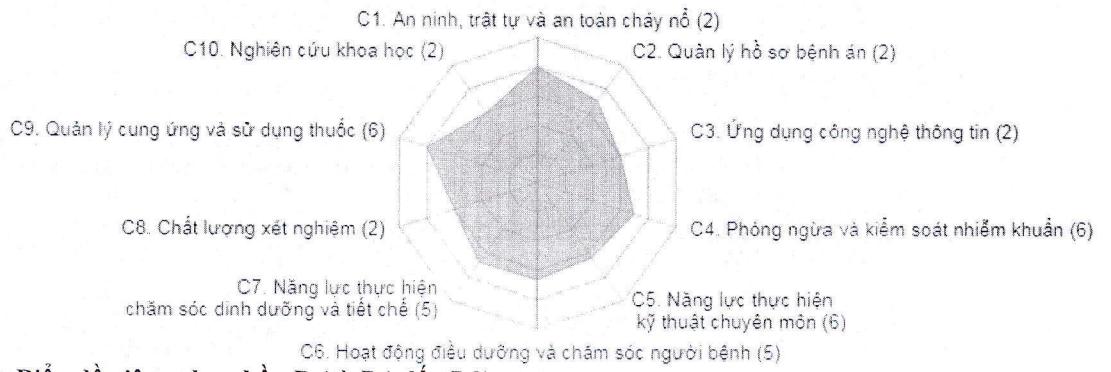 C1. An ninh, trật tự và an toàn cháy nổ (2)
C10. Nghiên cứu khoa học (2)
C2. Quản lý hồ sơ bệnh án (2)
C9. Quản lý cung ứng và sử dụng thuốc (6)
C3. Ứng dụng công nghệ thông tin (2)
C8. Chất lượng xét nghiệm (2)
C4. Phòng ngừa và kiểm soát nhiễm khuẩn (6)
C7. Năng lực thực hiện
chăm sóc dinh dưỡng và tiết chế (5)
C5. Năng lực thực hiện
kỹ thuật chuyên môn (6)
C6. Hoạt động điều dưỡng và chăm sóc người bệnh (5)